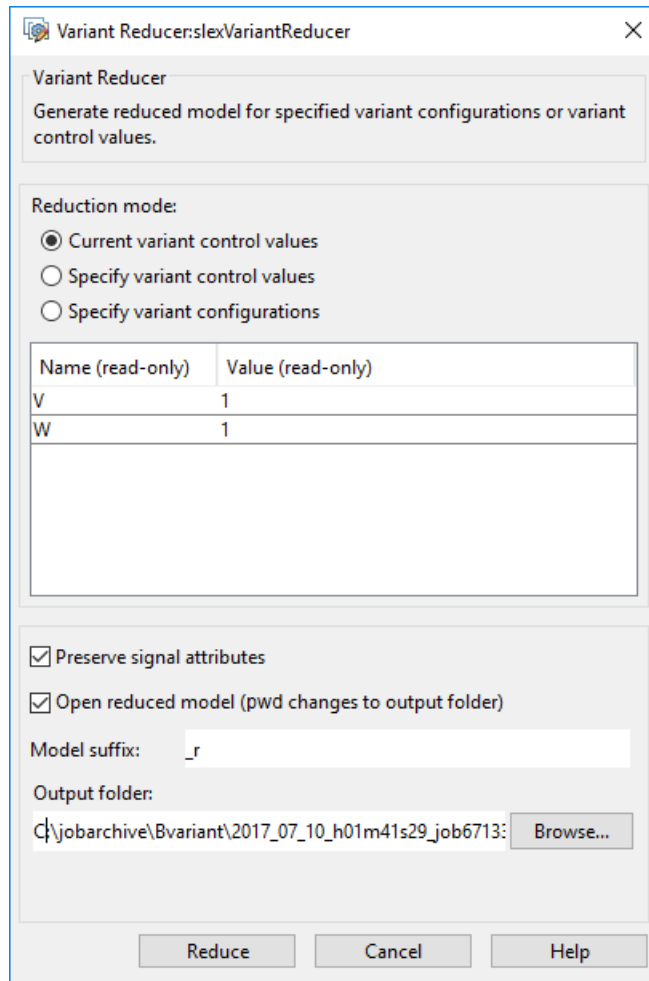 Variant Reducer:slexVariantReducer
Variant Reducer
Generate reduced model for specified variant configurations or variant
control values.
Reduction mode:
Current variant control values
Specify variant control values
Specify variant configurations
Name (read-only) Value (read-only)
V 1
W 1
Preserve signal attributes
Open reduced model (pwd changes to output folder)
Model suffix: _r
Output folder:
C:\jobarchive\Bvariant\2017_07_10_h01m41s29_job67133 Browse...
Reduce Cancel Help